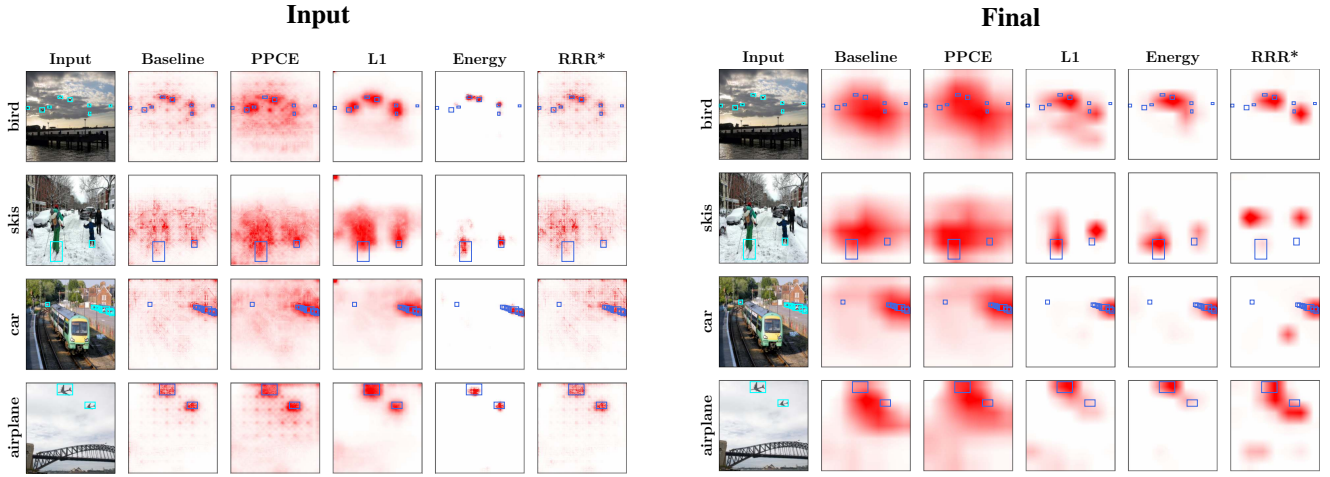 Input
Input Baseline PPCE L1 Energy RRR*
bird
skis
car
airplane
Final
Input Baseline PPCE L1 Energy RRR*
bird
skis
car
airplane